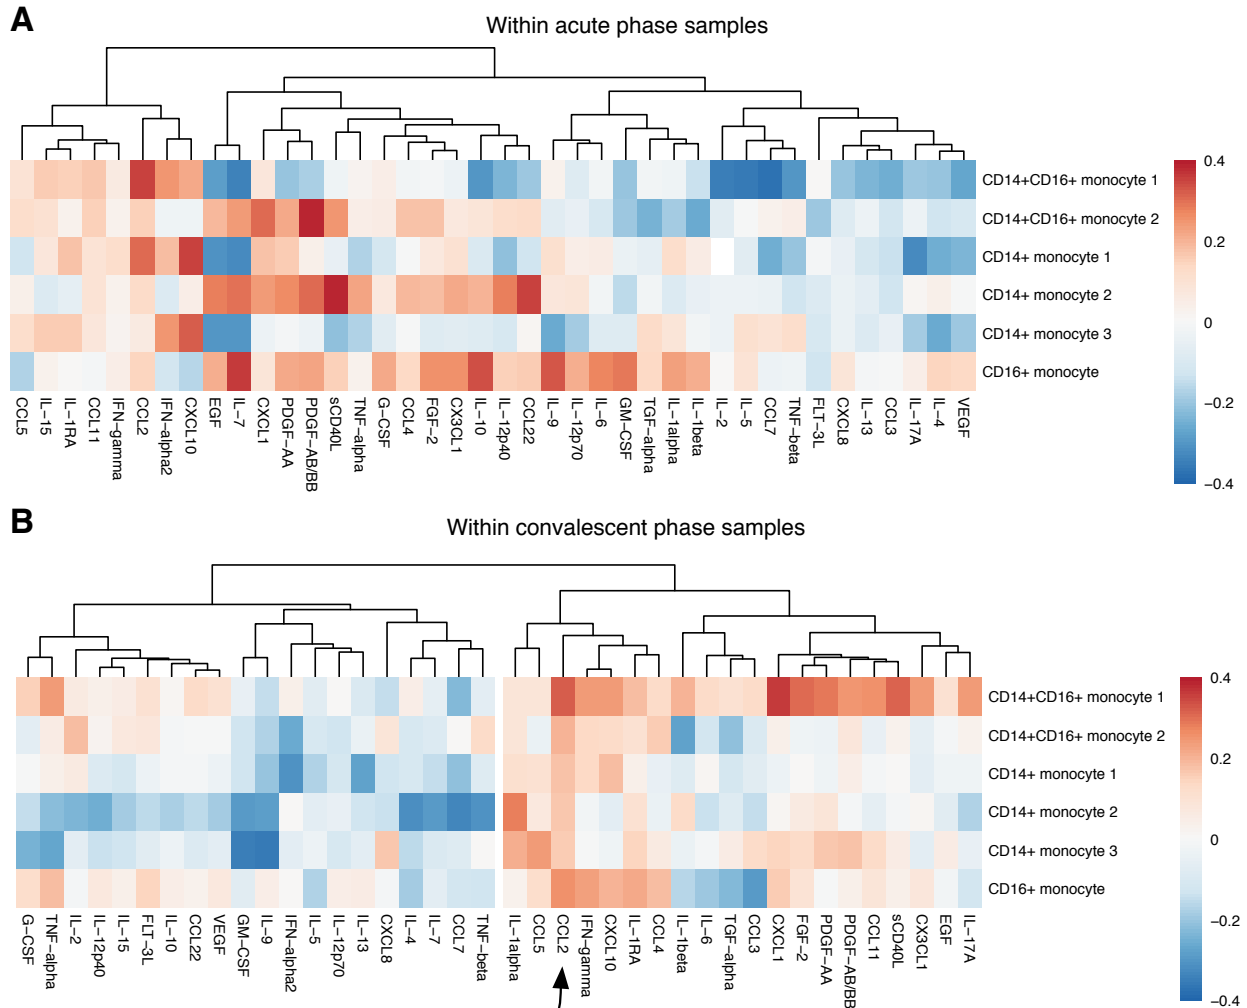 A
Within acute phase samples
CD14+CD16+ monocyte 1
CD14+CD16+ monocyte 2
CD14+ monocyte 1
CD14+ monocyte 2
CD14+ monocyte 3
CD16+ monocyte
0.4
0.2
0
−0.2
−0.4
CCL5
IL−15
IL−1RA
CCL11
IFN−gamma
CCL2
IFN−alpha2
CXCL10
EGF
IL−7
CXCL1
PDGF−AA
PDGF−AB/BB
sCD40L
TNF−alpha
G−CSF
CCL4
FGF−2
CX3CL1
IL−10
IL−12p40
CCL22
IL−9
IL−12p70
IL−6
GM−CSF
TGF−alpha
IL−1alpha
IL−1beta
IL−2
IL−5
CCL7
TNF−beta
FLT−3L
CXCL8
IL−13
CCL3
IL−17A
IL−4
VEGF
B
Within convalescent phase samples
CD14+CD16+ monocyte 1
CD14+CD16+ monocyte 2
CD14+ monocyte 1
CD14+ monocyte 2
CD14+ monocyte 3
CD16+ monocyte
0.4
0.2
0
−0.2
−0.4
G−CSF
TNF−alpha
IL−2
IL−12p40
IL−15
FLT−3L
IL−10
CCL22
VEGF
GM−CSF
IL−9
IFN−alpha2
IL−5
IL−12p70
IL−13
CXCL8
IL−4
IL−7
CCL7
TNF−beta
IL−1alpha
CCL5
CCL2
IFN−gamma
CXCL10
IL−1RA
CCL4
IL−1beta
IL−6
TGF−alpha
CCL3
CXCL1
FGF−2
PDGF−AA
PDGF−AB/BB
CCL11
sCD40L
CX3CL1
EGF
IL−17A